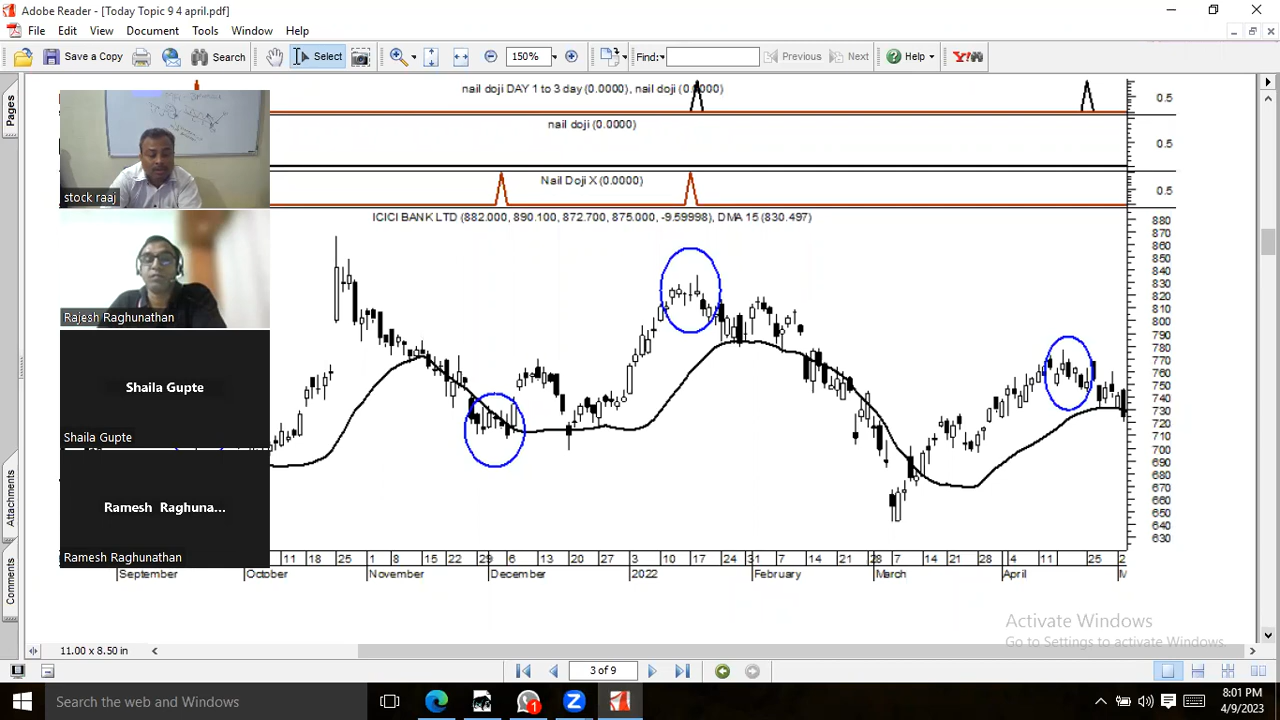 Adobe Reader - [Today Topic 9 4 april.pdf]
File Edit View Document Tools Window Help
Save a Copy Search Select 150% Find: Previous Next Help Y!
Pages
nail doji DAY 1 to 3 day (0.0000), nail doji (0.0000)
0.5
nail doji (0.0000)
0.5
Nail Doji X (0.0000)
0.5
stock raaj
ICICI BANK LTD (882.000, 890.100, 872.700, 875.000, -9.59998), DMA 15 (830.497)
880
870
860
850
840
830
820
810
800
790
780
770
760
750
740
730
720
710
700
690
680
670
660
650
640
630
Rajesh Raghunathan
Shaila Gupte
Shaila Gupte
Ramesh Raghuna...
Ramesh Raghunathan
Attachments
Comments
11 18 25 1 8 15 22 29 6 13 20 27 3 10 17 24 31 7 14 21 28 7 14 21 28 4 11 25 2
September October November December 2022 February March April M
Activate Windows
Go to Settings to activate Windows.
11.00 x 8.50 in
3 of 9
Search the web and Windows
1
8:01 PM
4/9/2023